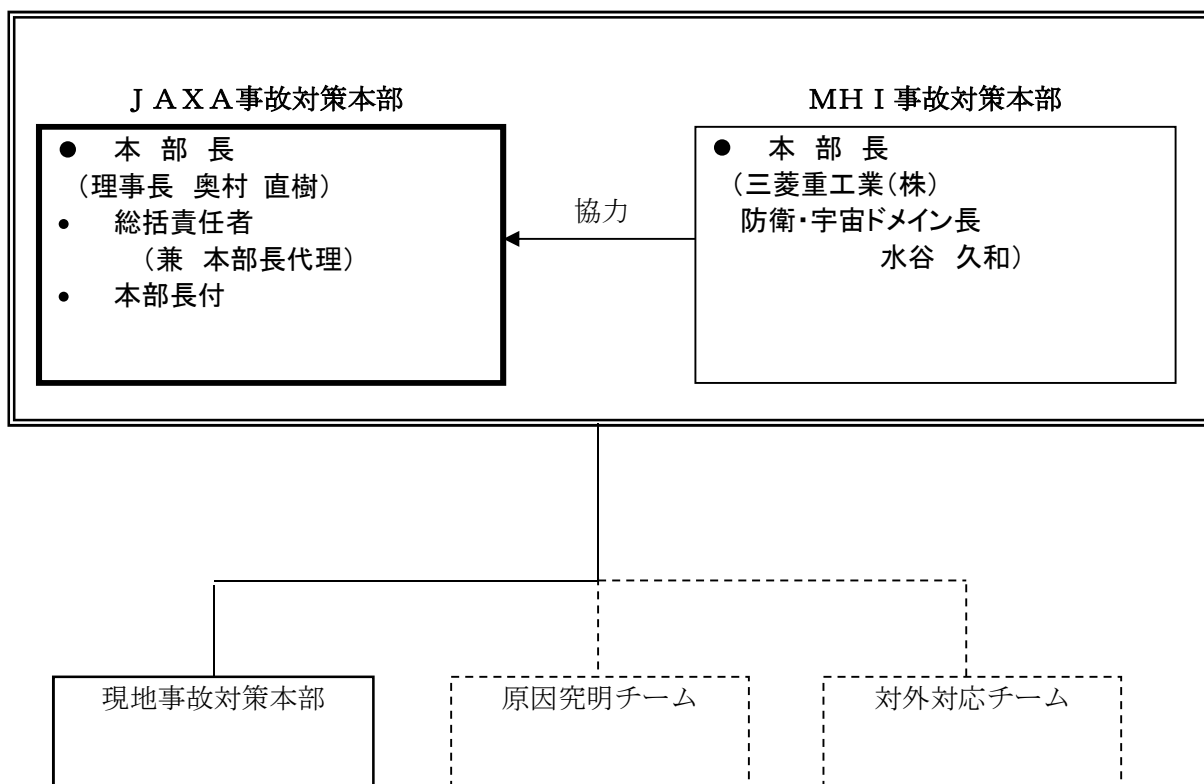 ＪＡＸＡ事故対策本部
● 本 部 長
（理事長 奥村 直樹）
• 総括責任者
（兼 本部長代理）
• 本部長付
協力
ＭＨＩ事故対策本部
● 本 部 長
（三菱重工業（株）
防衛・宇宙ドメイン長
水谷 久和）
現地事故対策本部
原因究明チーム
対外対応チーム